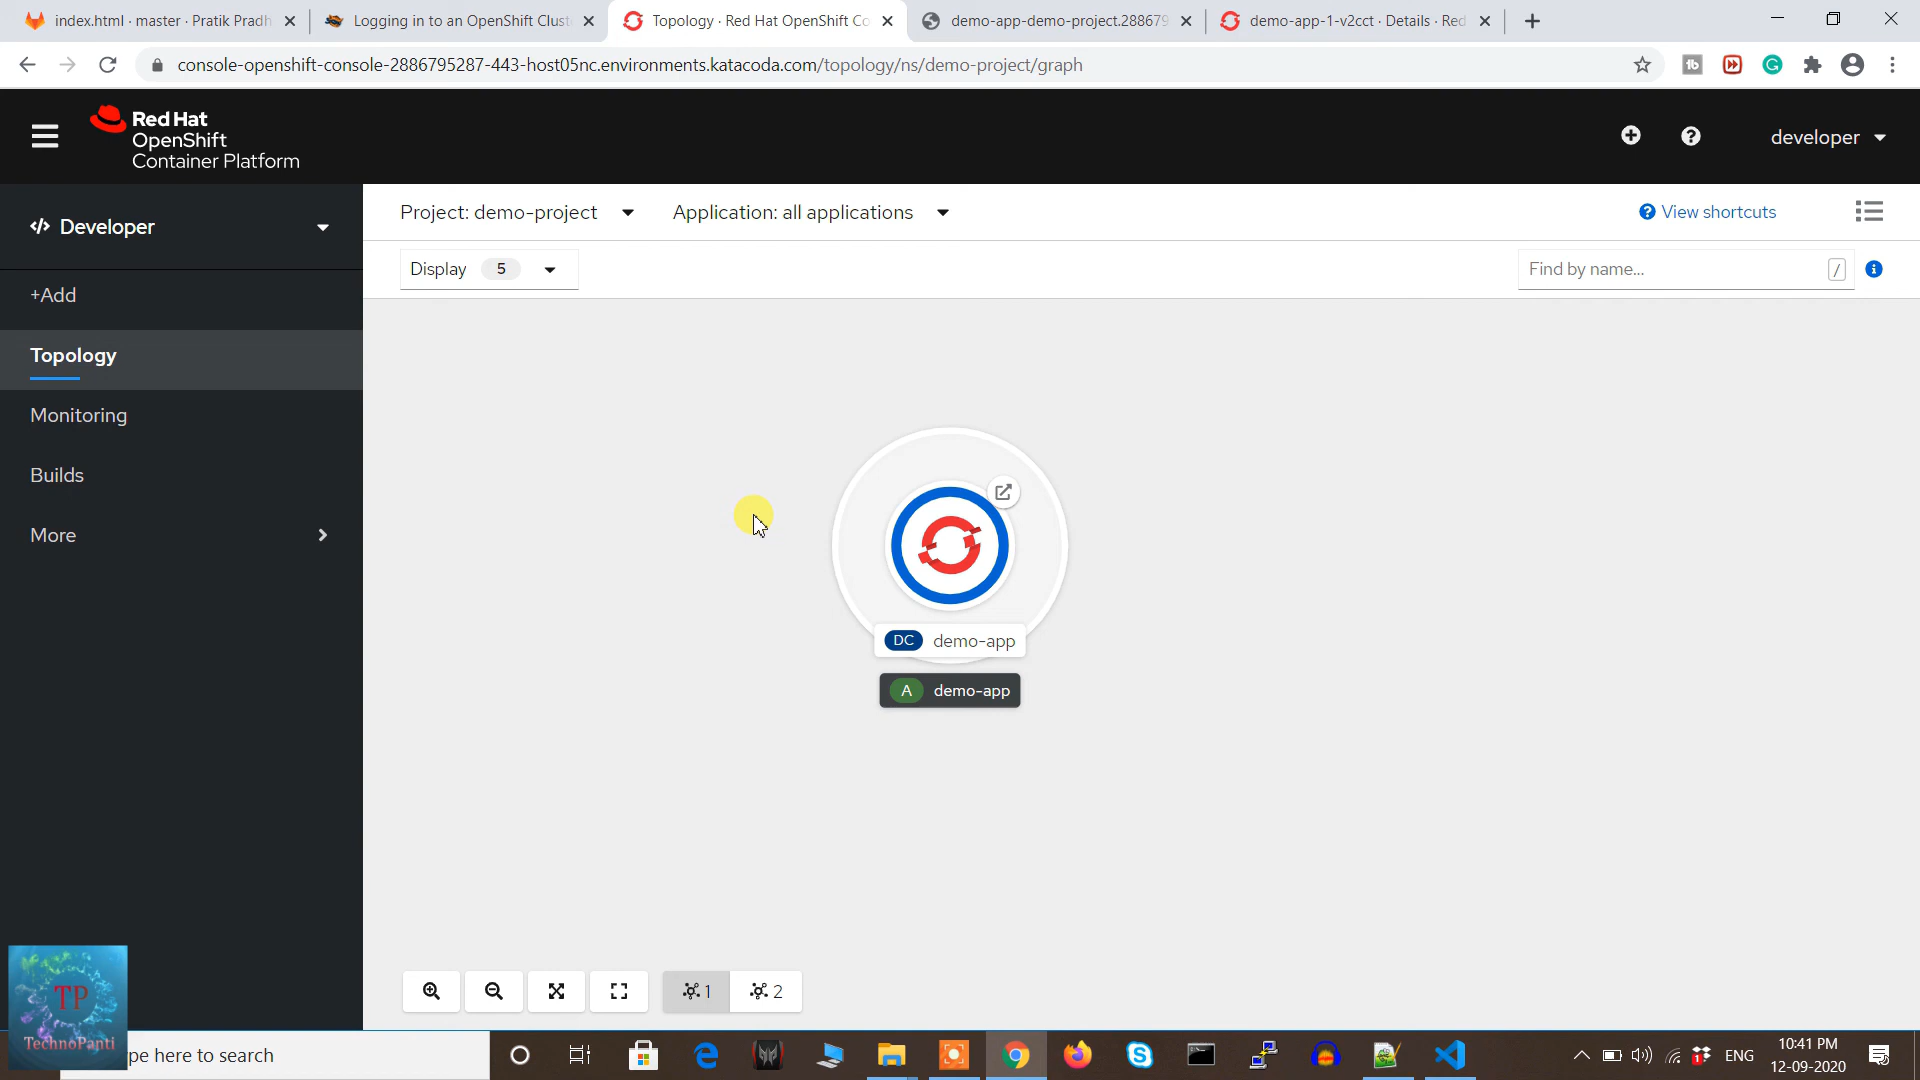 index.html · master · Pratik Pradh
Logging in to an OpenShift Clust
Topology · Red Hat OpenShift Co
demo-app-demo-project.288679
demo-app-1-v2cct · Details · Red
console-openshift-console-2886795287-443-host05nc.environments.katacoda.com/topology/ns/demo-project/graph
Red Hat
OpenShift
Container Platform
developer
Developer
Project: demo-project
Application: all applications
View shortcuts
Display 5
Find by name...
/
+Add
Topology
Monitoring
Builds
More
DC demo-app
A demo-app
1
2
TP
TechnoPanti
pe here to search
ENG
10:41 PM
12-09-2020